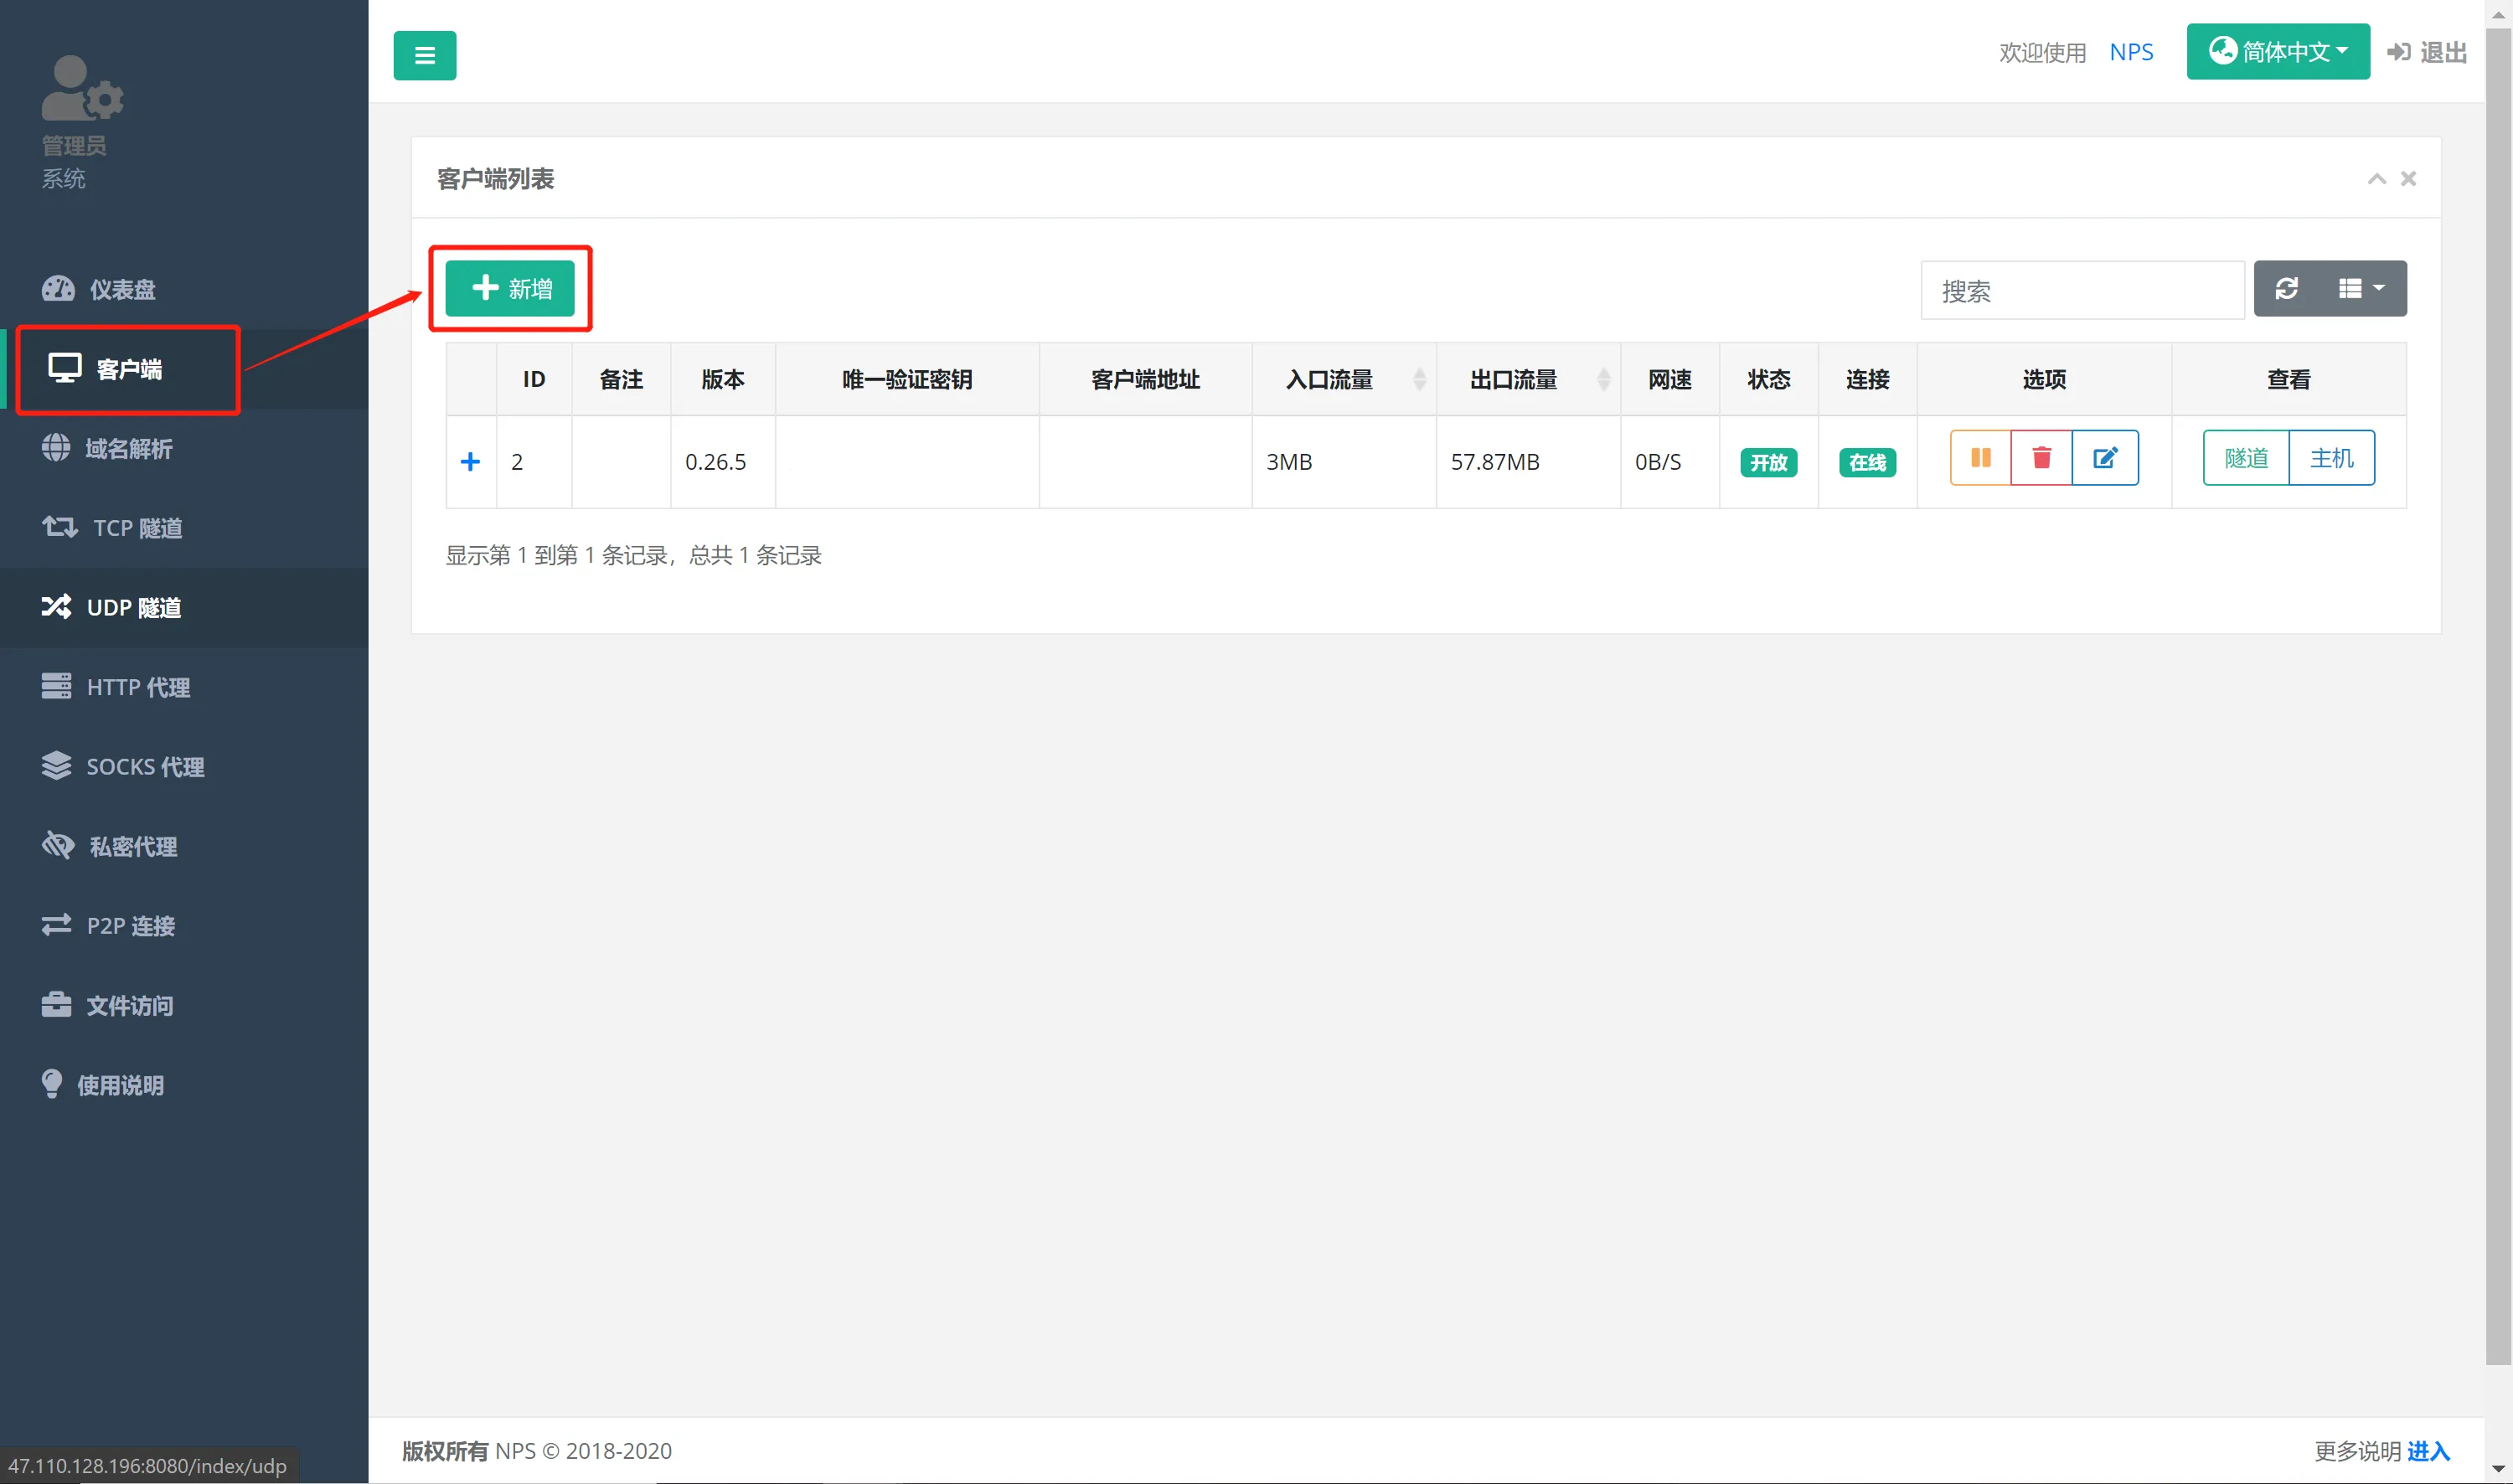 欢迎使用 NPS 简体中文 退出
管理员
系统
仪表盘
客户端
域名解析
TCP 隧道
UDP 隧道
HTTP 代理
SOCKS 代理
私密代理
P2P 连接
文件访问
使用说明
客户端列表
新增
搜索
ID 备注 版本 唯一验证密钥 客户端地址 入口流量 出口流量 网速 状态 连接 选项 查看
2 0.26.5 3MB 57.87MB 0B/S 开放 在线 隧道 主机
显示第 1 到第 1 条记录，总共 1 条记录
版权所有 NPS © 2018-2020
更多说明 进入
47.110.128.196:8080/index/udp